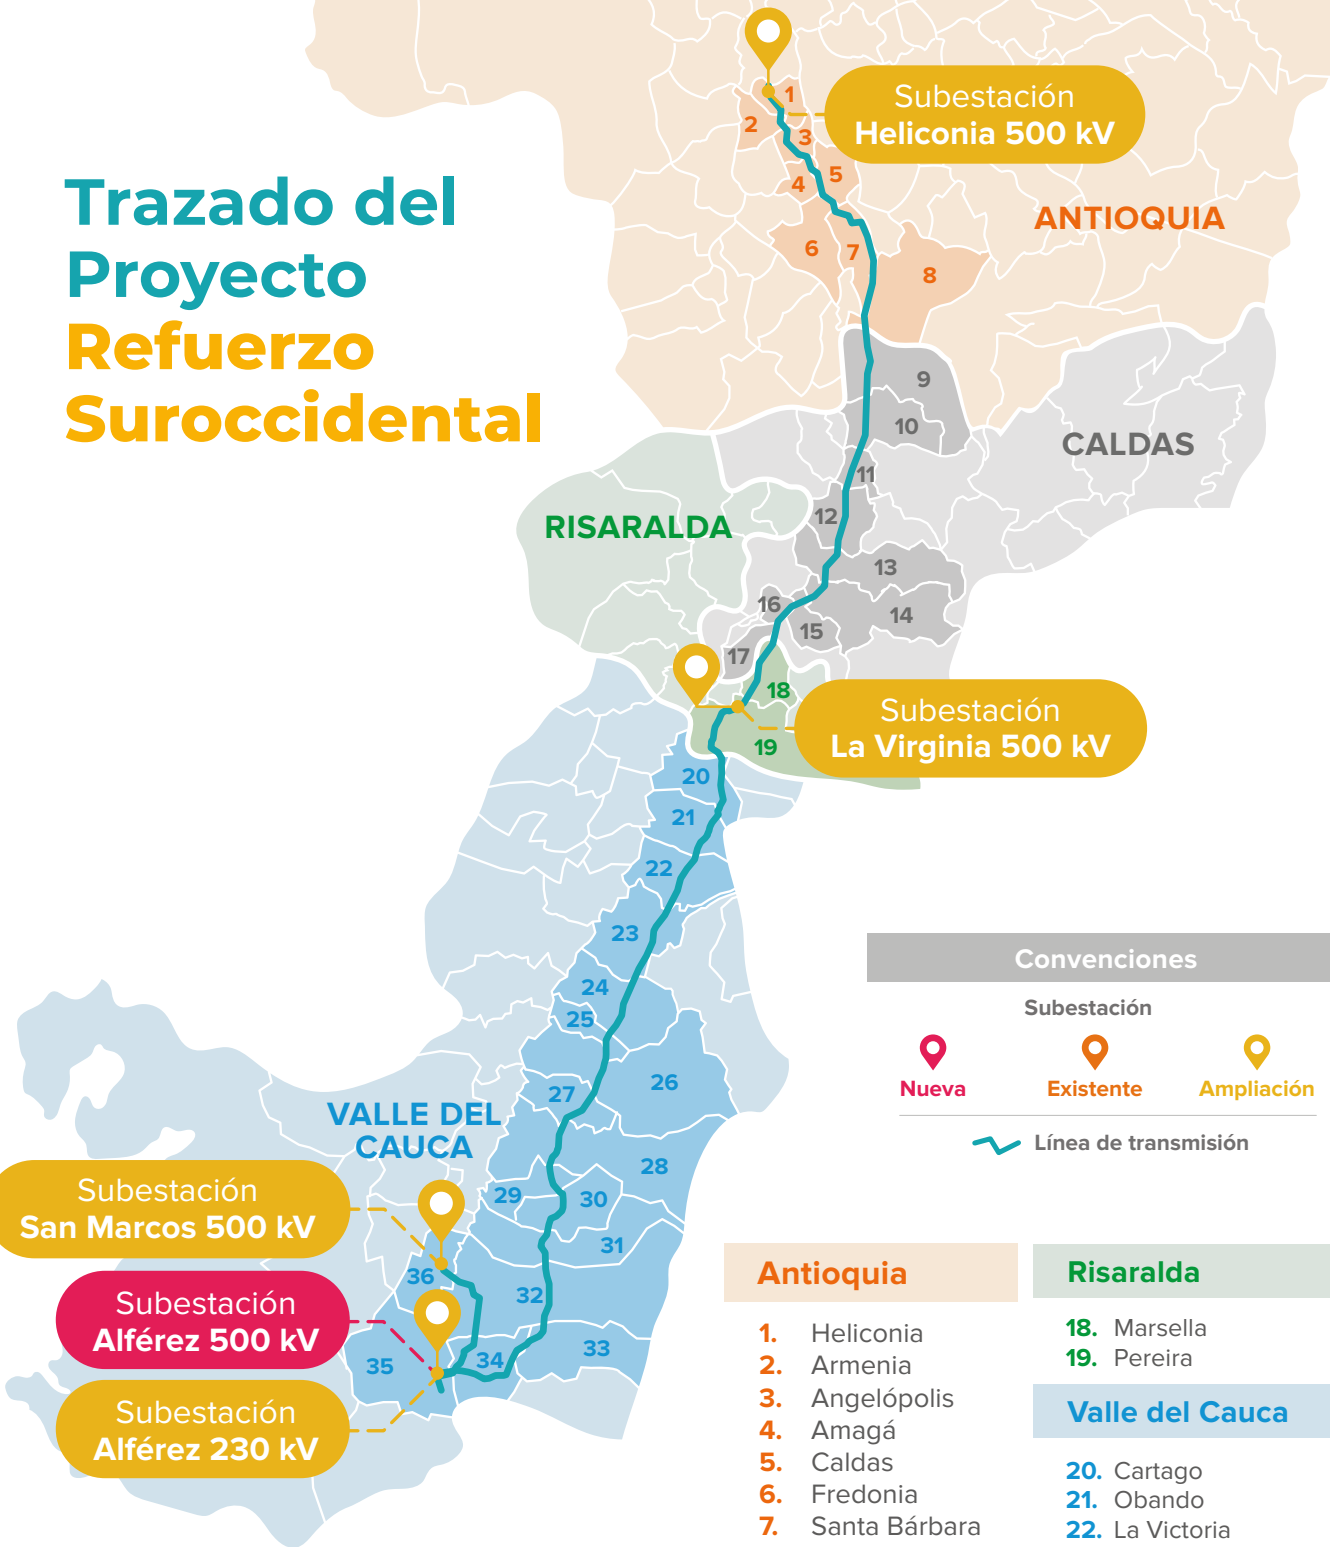 Trazado del
Proyecto
Refuerzo
Suroccidental
Subestación
Heliconia 500 kV
ANTIOQUIA
1
2
3
4
5
6
7
8
CALDAS
9
10
11
12
13
14
15
16
17
RISARALDA
18
19
Subestación
La Virginia 500 kV
20
21
22
23
24
25
26
27
28
29
30
31
32
33
34
35
36
VALLE DEL
CAUCA
Subestación
San Marcos 500 kV
Subestación
Alférez 500 kV
Subestación
Alférez 230 kV
Convenciones
Subestación
Nueva
Existente
Ampliación
Línea de transmisión
Antioquia
1. Heliconia
2. Armenia
3. Angelópolis
4. Amagá
5. Caldas
6. Fredonia
7. Santa Bárbara
Risaralda
18. Marsella
19. Pereira
Valle del Cauca
20. Cartago
21. Obando
22. La Victoria